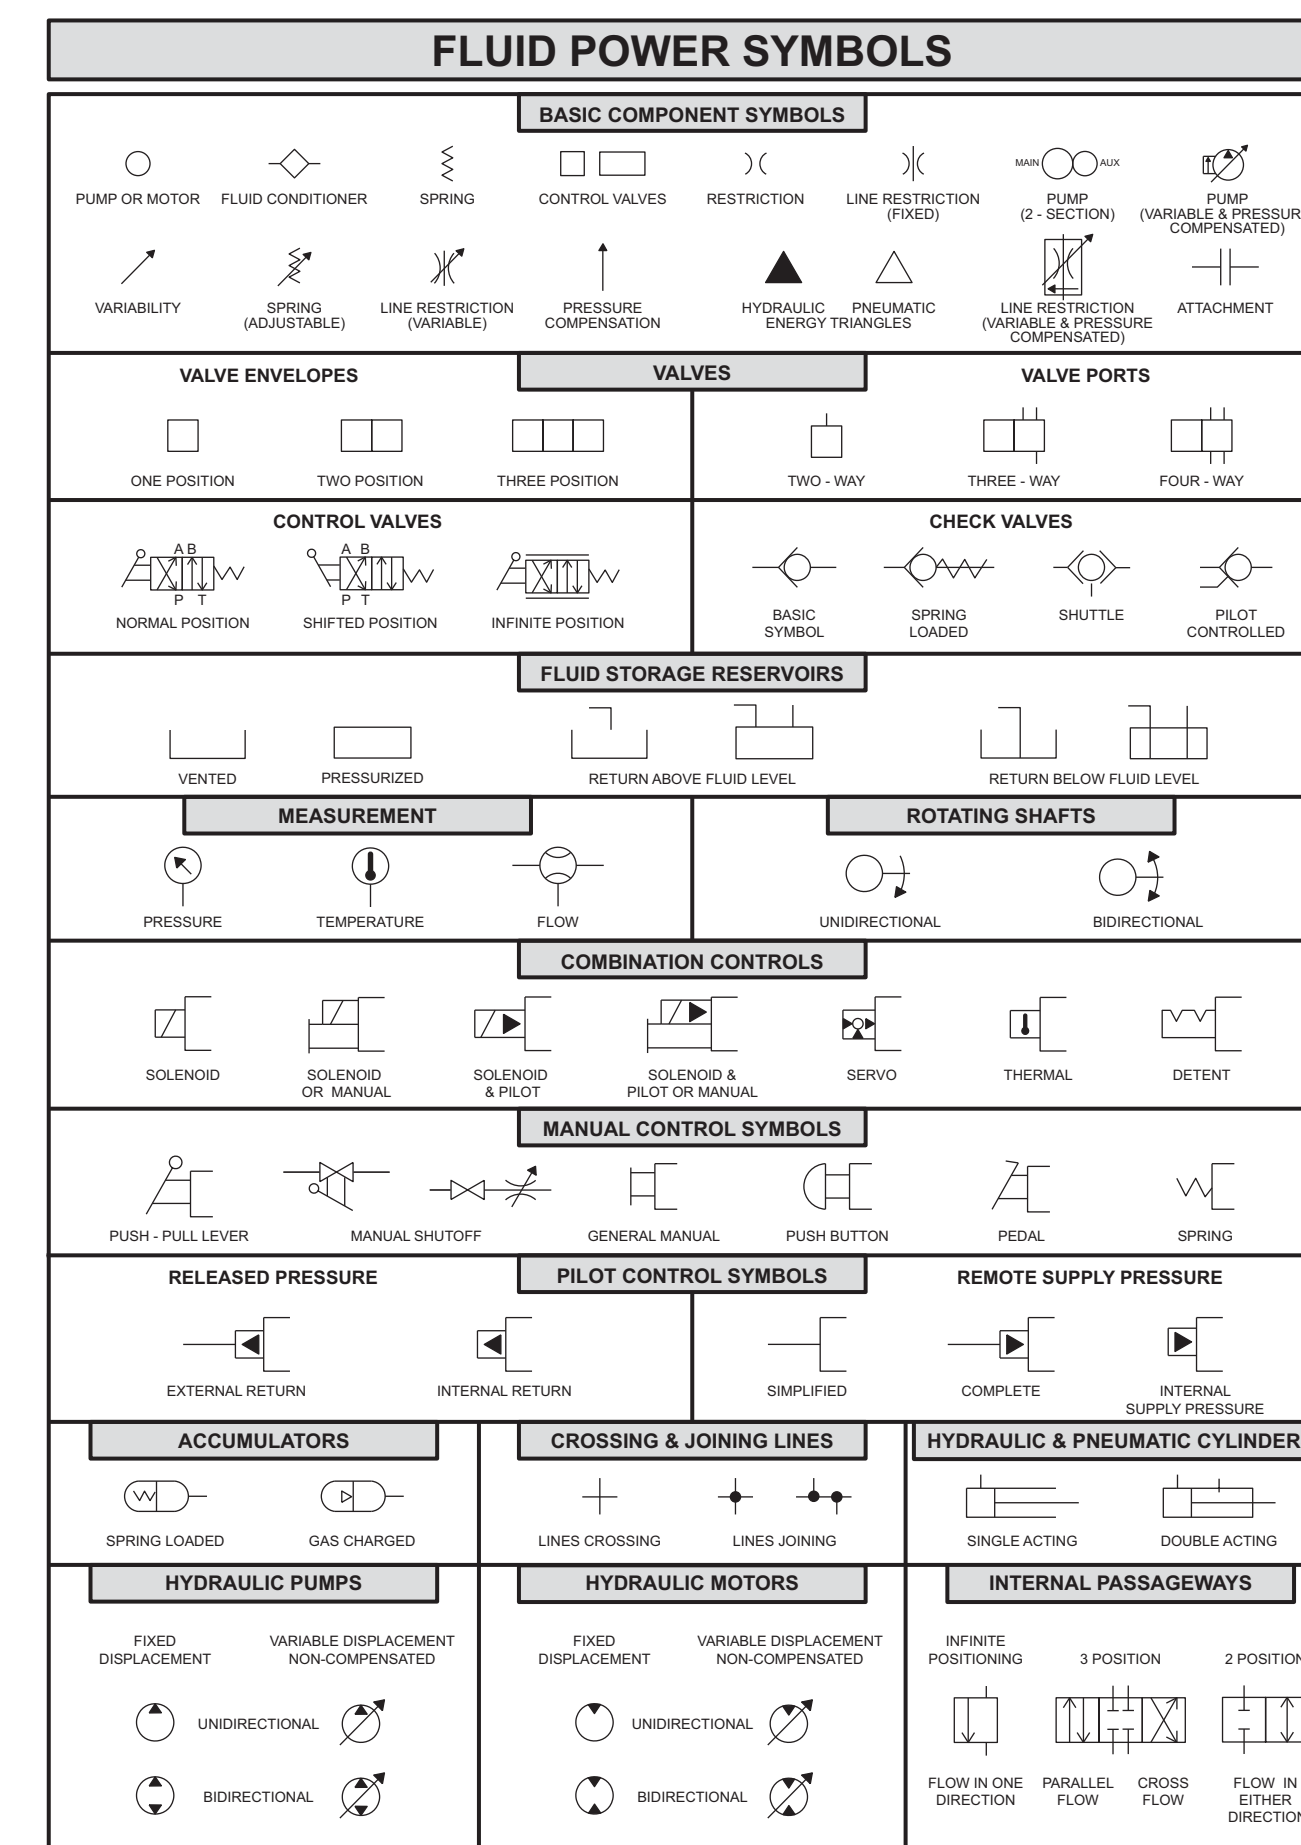 FLUID POWER SYMBOLS
BASIC COMPONENT SYMBOLS
MAIN
AUX
PUMP OR MOTOR
FLUID CONDITIONER
SPRING
CONTROL VALVES
RESTRICTION
LINE RESTRICTION
(FIXED)
PUMP
(2 - SECTION)
PUMP
(VARIABLE & PRESSUR
COMPENSATED)
VARIABILITY
SPRING
(ADJUSTABLE)
LINE RESTRICTION
(VARIABLE)
PRESSURE
COMPENSATION
HYDRAULIC
PNEUMATIC
ENERGY TRIANGLES
LINE RESTRICTION
(VARIABLE & PRESSURE
COMPENSATED)
ATTACHMENT
VALVES
VALVE ENVELOPES
VALVE PORTS
ONE POSITION
TWO POSITION
THREE POSITION
TWO - WAY
THREE - WAY
FOUR - WAY
CONTROL VALVES
CHECK VALVES
A B
P T
A B
P T
NORMAL POSITION
SHIFTED POSITION
INFINITE POSITION
BASIC
SYMBOL
SPRING
LOADED
SHUTTLE
PILOT
CONTROLLED
FLUID STORAGE RESERVOIRS
VENTED
PRESSURIZED
RETURN ABOVE FLUID LEVEL
RETURN BELOW FLUID LEVEL
MEASUREMENT
ROTATING SHAFTS
PRESSURE
TEMPERATURE
FLOW
UNIDIRECTIONAL
BIDIRECTIONAL
COMBINATION CONTROLS
SOLENOID
SOLENOID
OR MANUAL
SOLENOID
& PILOT
SOLENOID &
PILOT OR MANUAL
SERVO
THERMAL
DETENT
MANUAL CONTROL SYMBOLS
PUSH - PULL LEVER
MANUAL SHUTOFF
GENERAL MANUAL
PUSH BUTTON
PEDAL
SPRING
PILOT CONTROL SYMBOLS
RELEASED PRESSURE
REMOTE SUPPLY PRESSURE
EXTERNAL RETURN
INTERNAL RETURN
SIMPLIFIED
COMPLETE
INTERNAL
SUPPLY PRESSURE
ACCUMULATORS
CROSSING & JOINING LINES
HYDRAULIC & PNEUMATIC CYLINDER
SPRING LOADED
GAS CHARGED
LINES CROSSING
LINES JOINING
SINGLE ACTING
DOUBLE ACTING
HYDRAULIC PUMPS
HYDRAULIC MOTORS
INTERNAL PASSAGEWAYS
FIXED
DISPLACEMENT
VARIABLE DISPLACEMENT
NON-COMPENSATED
UNIDIRECTIONAL
BIDIRECTIONAL
FIXED
DISPLACEMENT
VARIABLE DISPLACEMENT
NON-COMPENSATED
UNIDIRECTIONAL
BIDIRECTIONAL
INFINITE
POSITIONING
3 POSITION
2 POSITION
FLOW IN ONE
DIRECTION
PARALLEL
FLOW
CROSS
FLOW
FLOW IN
EITHER
DIRECTION